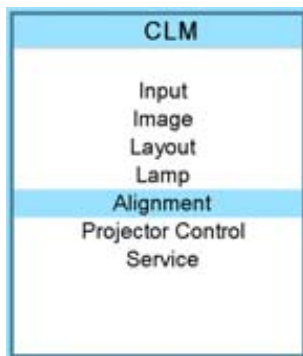 CLM
Input
Image
Layout
Lamp
Alignment
Projector Control
Service